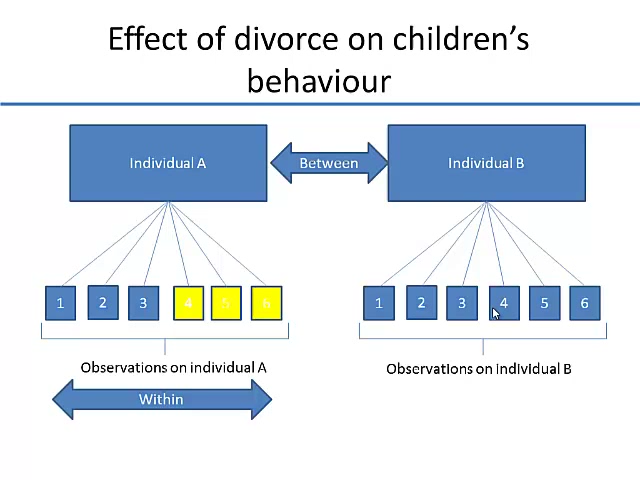 Effect of divorce on children’s
behaviour
Individual A
Between
Individual B
1 2 3 4 5 6
1 2 3 4 5 6
Observations on individual A
Observations on individual B
Within